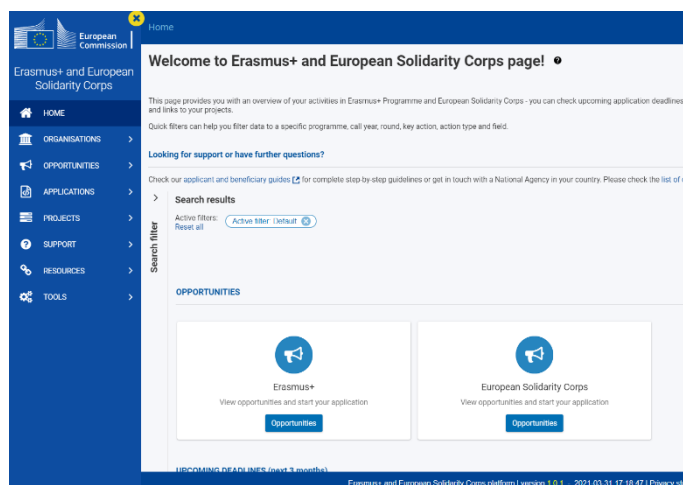 European
Commission
Erasmus+ and European
Solidarity Corps
HOME
ORGANISATIONS
OPPORTUNITIES
APPLICATIONS
PROJECTS
SUPPORT
RESOURCES
TOOLS
Home
Welcome to Erasmus+ and European Solidarity Corps page!
This page provides you with an overview of your activities in Erasmus+ Programme and European Solidarity Corps - you can check upcoming application deadlines
and links to your projects.
Quick filters can help you filter data to a specific programme, call year, round, key action, action type and field.
Looking for support or have further questions?
Check our applicant and beneficiary guides for complete step-by-step guidelines or get in touch with a National Agency in your country. Please check the list of
Search filter
Search results
Active filters: Active filter: Default
Reset all
OPPORTUNITIES
Erasmus+
View opportunities and start your application
Opportunities
European Solidarity Corps
View opportunities and start your application
Opportunities
UPCOMING DEADLINES (next 3 months)
Erasmus+ and European Solidarity Corps platform | version 1.0.1 - 2021-03-31 17:18:47 | Privacy